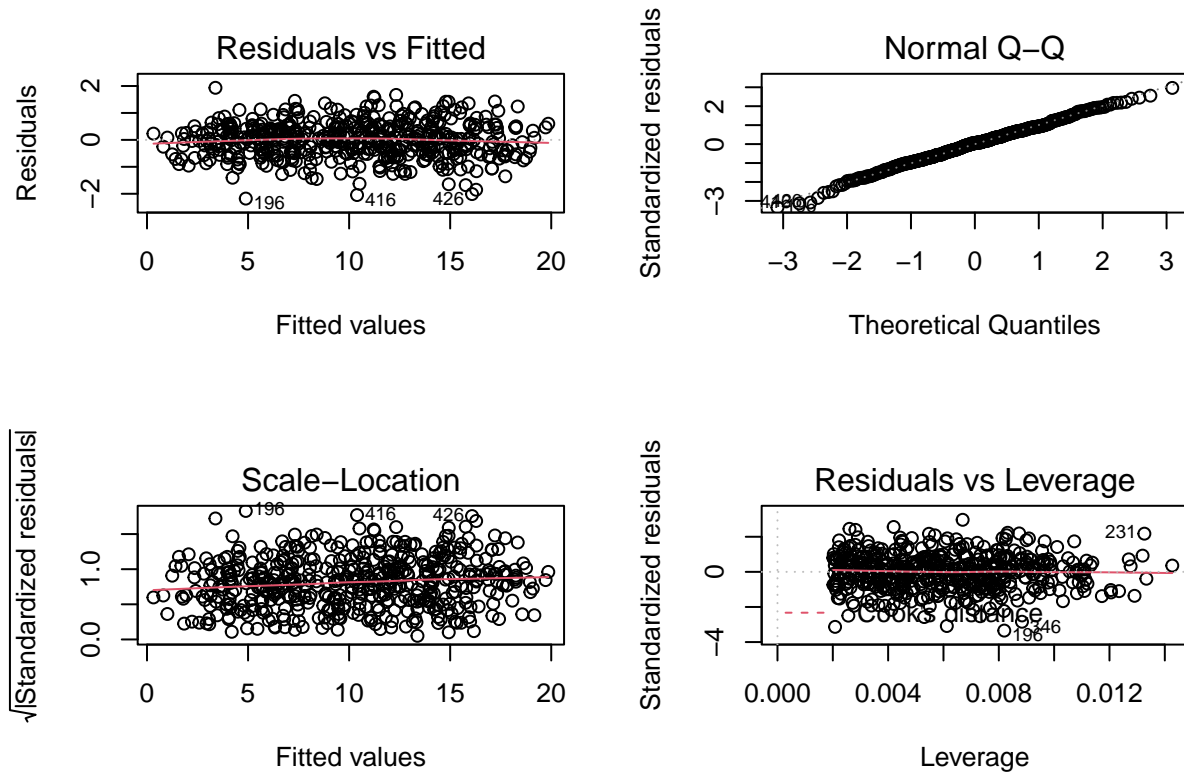 Residuals vs Fitted
Residuals
2
0
−2
196
416
426
0 5 10 15 20
Fitted values
Normal Q−Q
Standardized residuals
2
0
−3
−3 −2 −1 0 1 2 3
Theoretical Quantiles
Scale−Location
√|Standardized residuals|
1.0
0.0
196
416
426
0 5 10 15 20
Fitted values
Residuals vs Leverage
Standardized residuals
0
−4
231
Cook's distance
346
196
0.000 0.004 0.008 0.012
Leverage